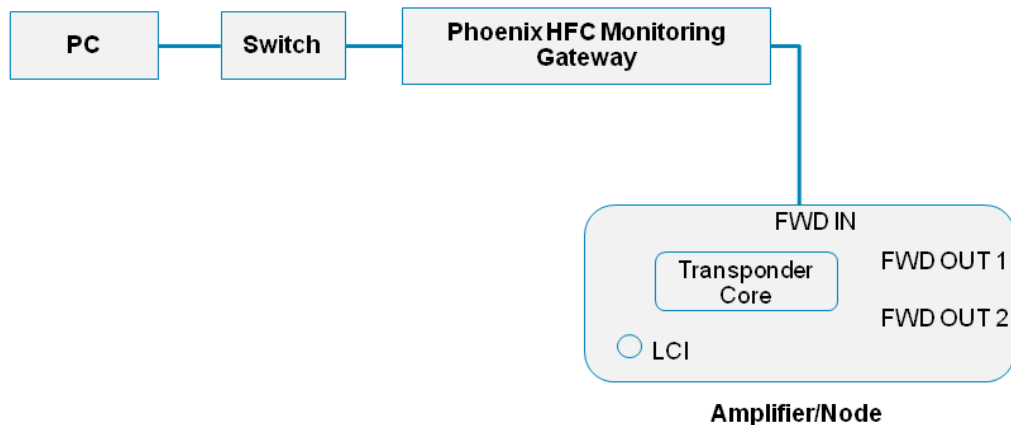 PC
Switch
Phoenix HFC Monitoring
Gateway
FWD IN
Transponder
Core
FWD OUT 1
FWD OUT 2
LCI
Amplifier/Node